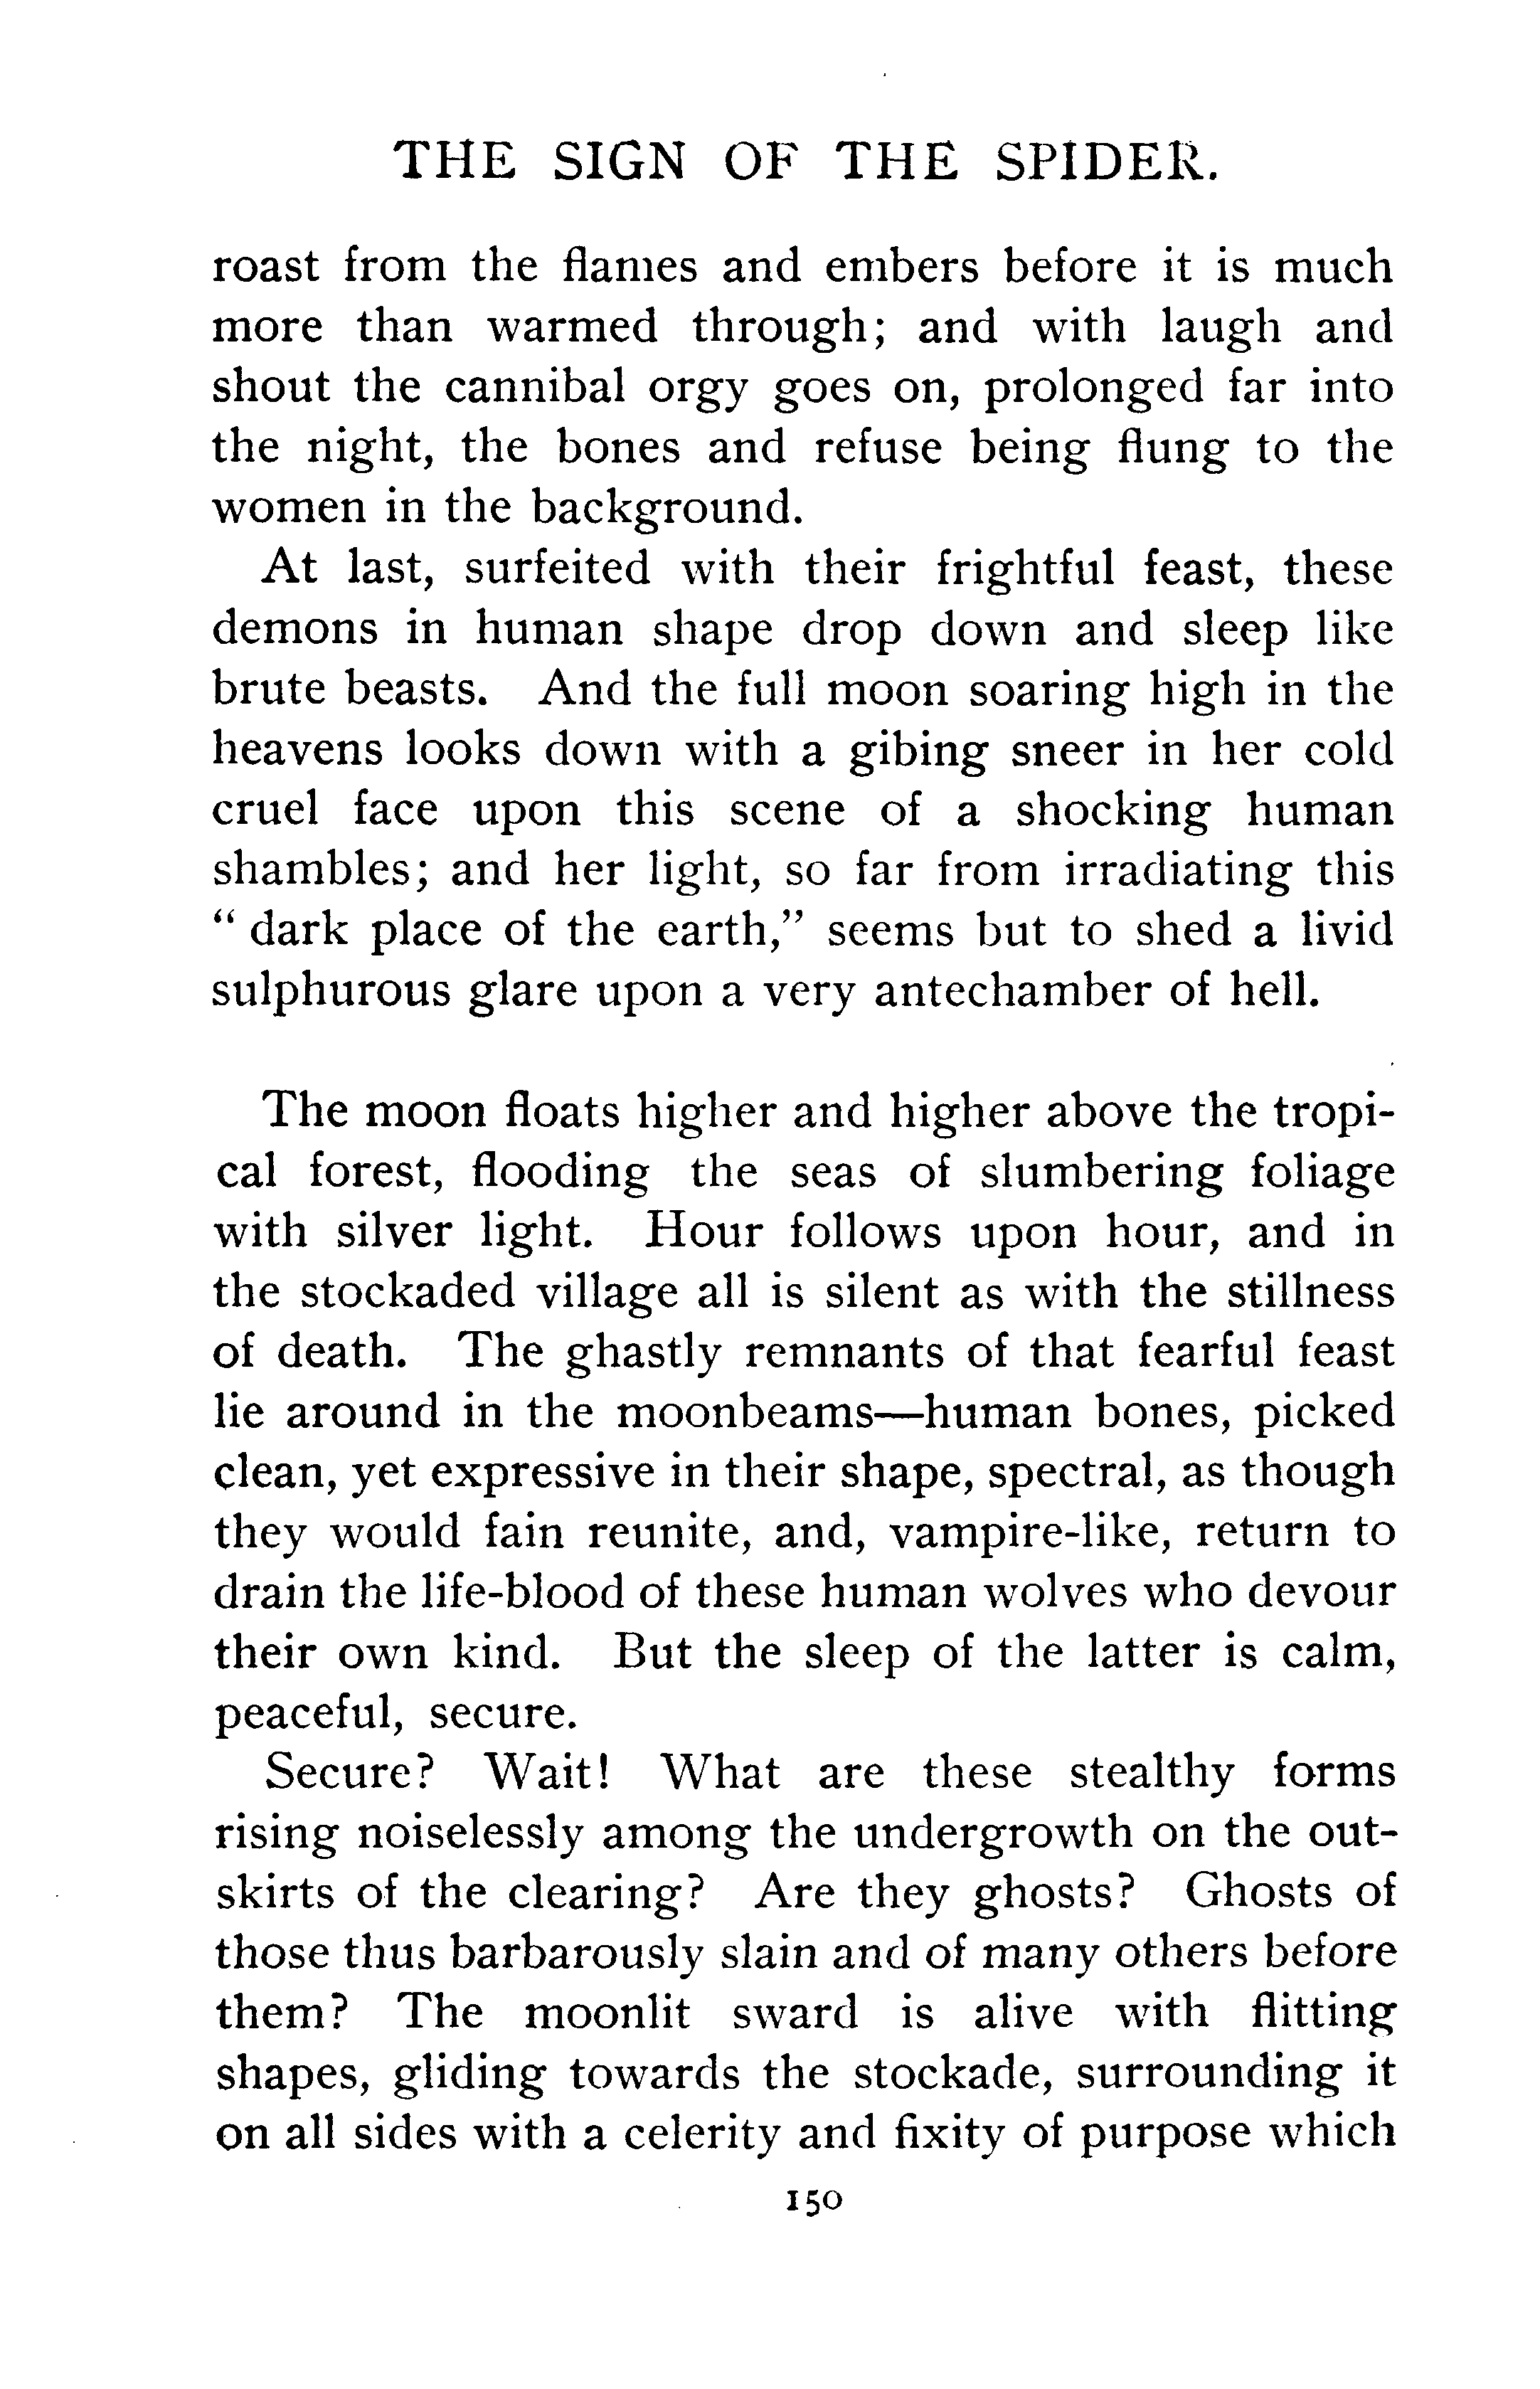 THE SIGN OF THE SPIDER.
roast from the flames and embers before it is much
more than warmed through; and with laugh and
shout the cannibal orgy goes on, prolonged far into
the night, the bones and refuse being flung to the
women in the background.
At last, surfeited with their frightful feast, these
demons in human shape drop down and sleep like
brute beasts. And the full moon soaring high in the
heavens looks down with a gibing sneer in her cold
cruel face upon this scene of a shocking human
shambles; and her light, so far from irradiating this
“ dark place of the earth,” seems but to shed a livid
sulphurous glare upon a very antechamber of hell.
The moon floats higher and higher above the tropi-
cal forest, flooding the seas of slumbering foliage
with silver light. Hour follows upon hour, and in
the stockaded village all is silent as with the stillness
of death. The ghastly remnants of that fearful feast
lie around in the moonbeams—human bones, picked
clean, yet expressive in their shape, spectral, as though
they would fain reunite, and, vampire-like, return to
drain the life-blood of these human wolves who devour
their own kind. But the sleep of the latter is calm,
peaceful, secure.
Secure? Wait! What are these stealthy forms
rising noiselessly among the undergrowth on the out-
skirts of the clearing? Are they ghosts? Ghosts of
those thus barbarously slain and of many others before
them? The moonlit sward is alive with flitting
shapes, gliding towards the stockade, surrounding it
on all sides with a celerity and fixity of purpose which
150